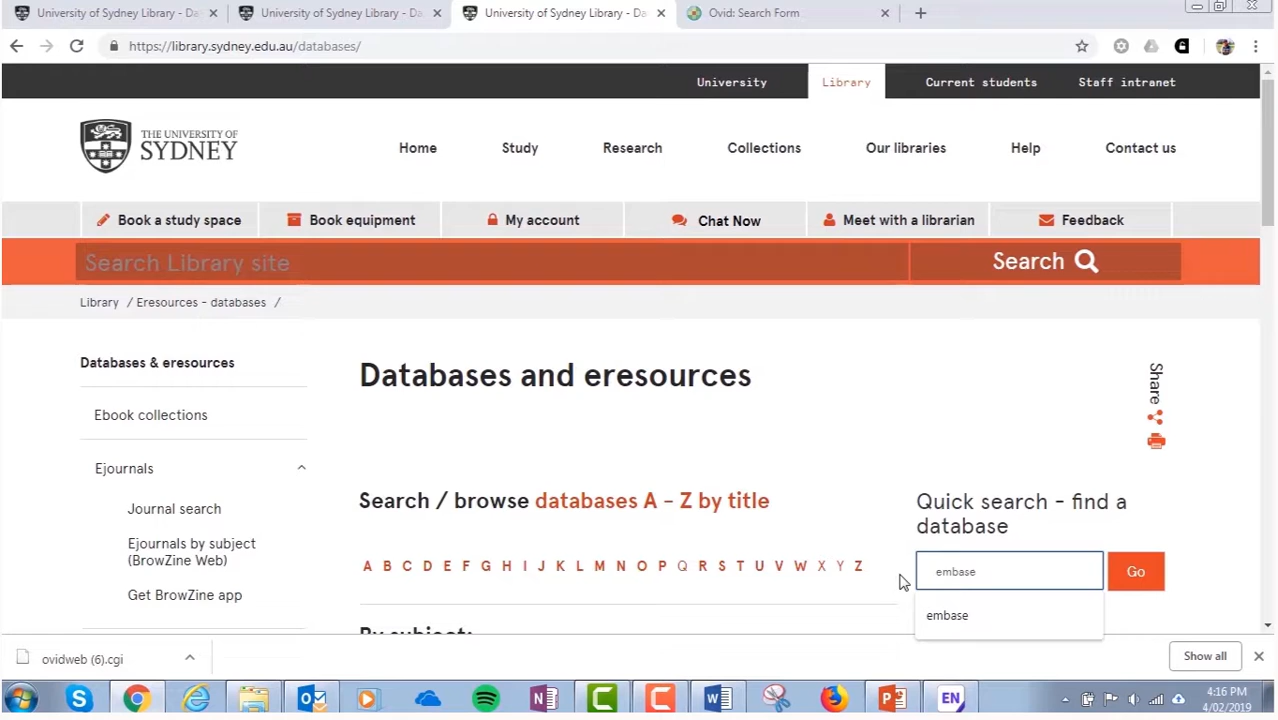 University of Sydney Library - Da
University of Sydney Library - Da
University of Sydney Library - Da
Ovid: Search Form
https://library.sydney.edu.au/databases/
University
Library
Current students
Staff intranet
THE UNIVERSITY OF
SYDNEY
Home
Study
Research
Collections
Our libraries
Help
Contact us
Book a study space
Book equipment
My account
Chat Now
Meet with a librarian
Feedback
Search Library site
Search
Library / Eresources - databases /
Databases & eresources
Ebook collections
Ejournals
Journal search
Ejournals by subject
(BrowZine Web)
Get BrowZine app
Databases and eresources
Share
Search / browse databases A - Z by title
A B C D E F G H I J K L M N O P Q R S T U V W X Y Z
By subject:
Quick search - find a
database
embase
Go
embase
ovidweb (6).cgi
Show all
EN
4:16 PM
4/02/2019